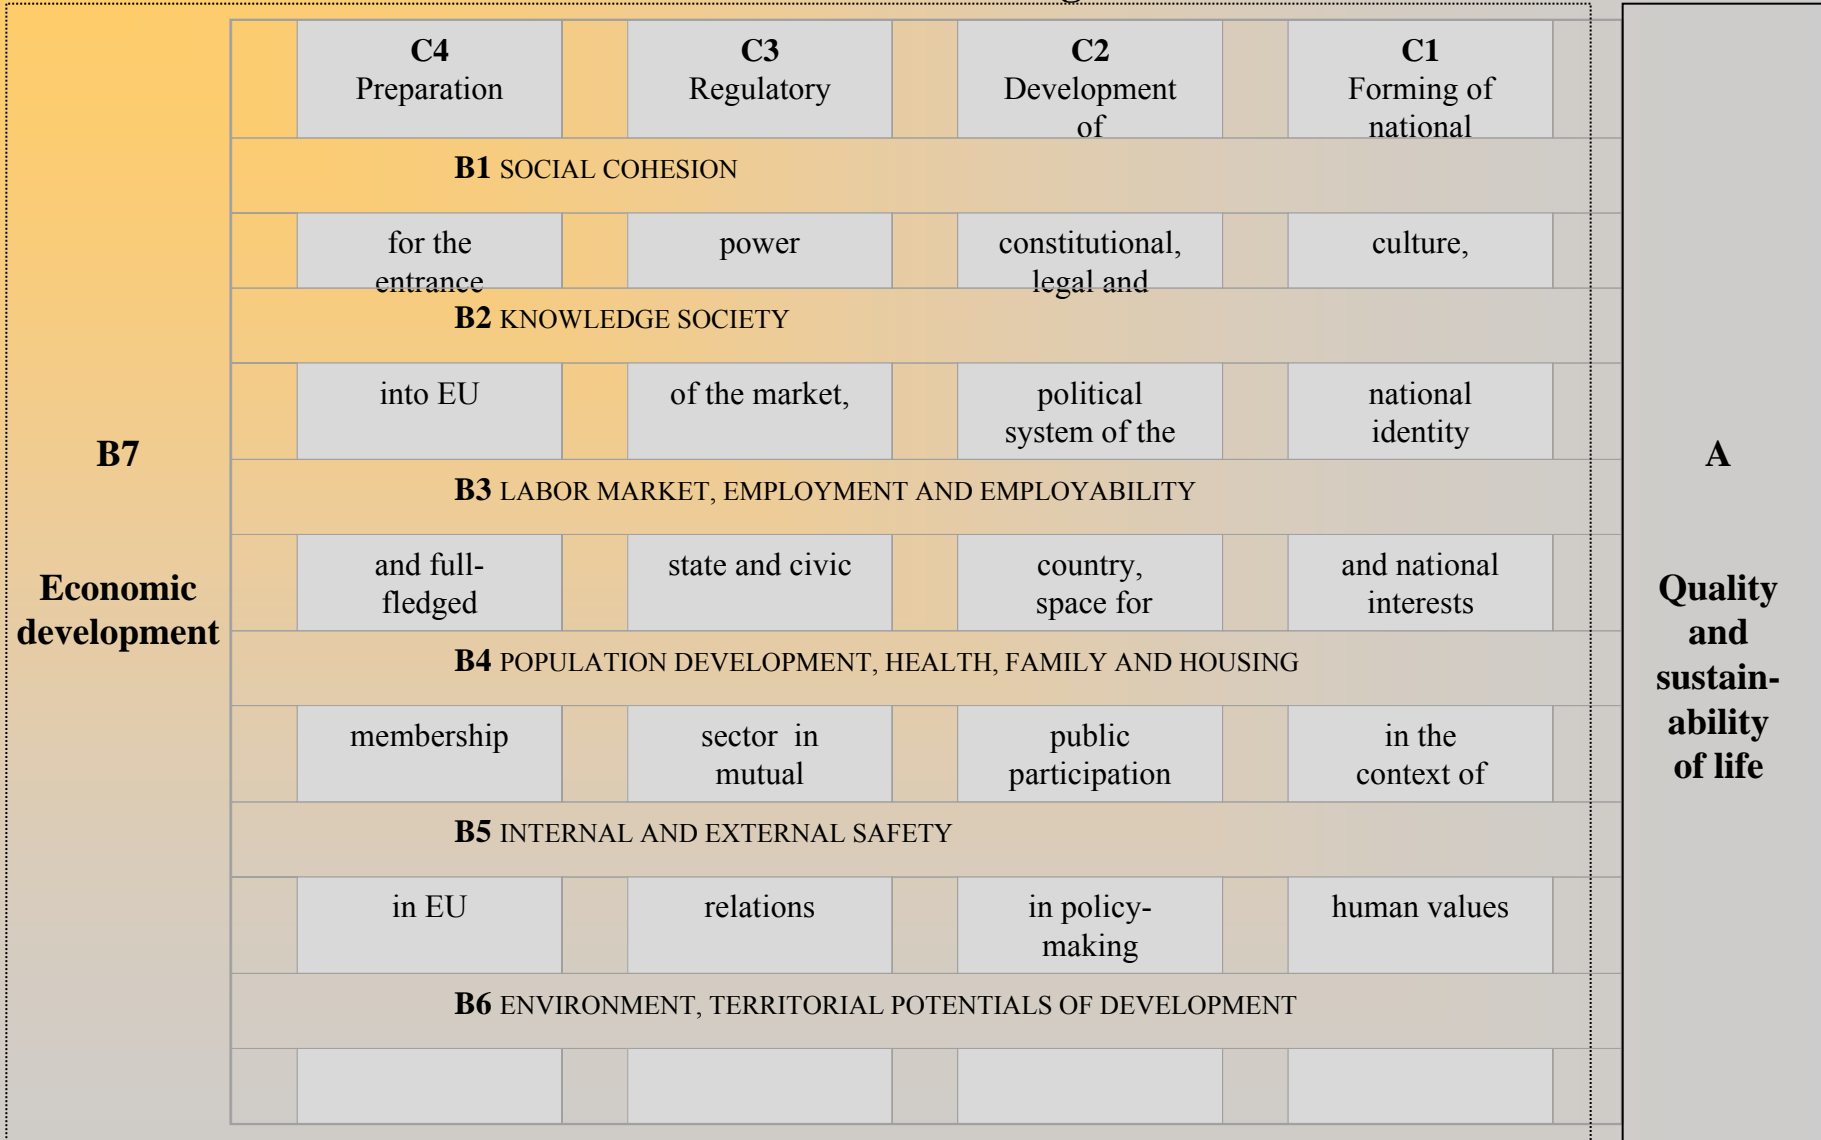 C4
Preparation
C3
Regulatory
C2
Development
of
C1
Forming of
national
B1 SOCIAL COHESION
for the
entrance
power
constitutional,
legal and
culture,
B2 KNOWLEDGE SOCIETY
into EU
of the market,
political
system of the
national
identity
B3 LABOR MARKET, EMPLOYMENT AND EMPLOYABILITY
and full-
fledged
state and civic
country,
space for
and national
interests
B4 POPULATION DEVELOPMENT, HEALTH, FAMILY AND HOUSING
membership
sector in
mutual
public
participation
in the
context of
B5 INTERNAL AND EXTERNAL SAFETY
in EU
relations
in policy-
making
human values
B6 ENVIRONMENT, TERRITORIAL POTENTIALS OF DEVELOPMENT
B7
Economic
development
A
Quality
and
sustain-
ability
of life